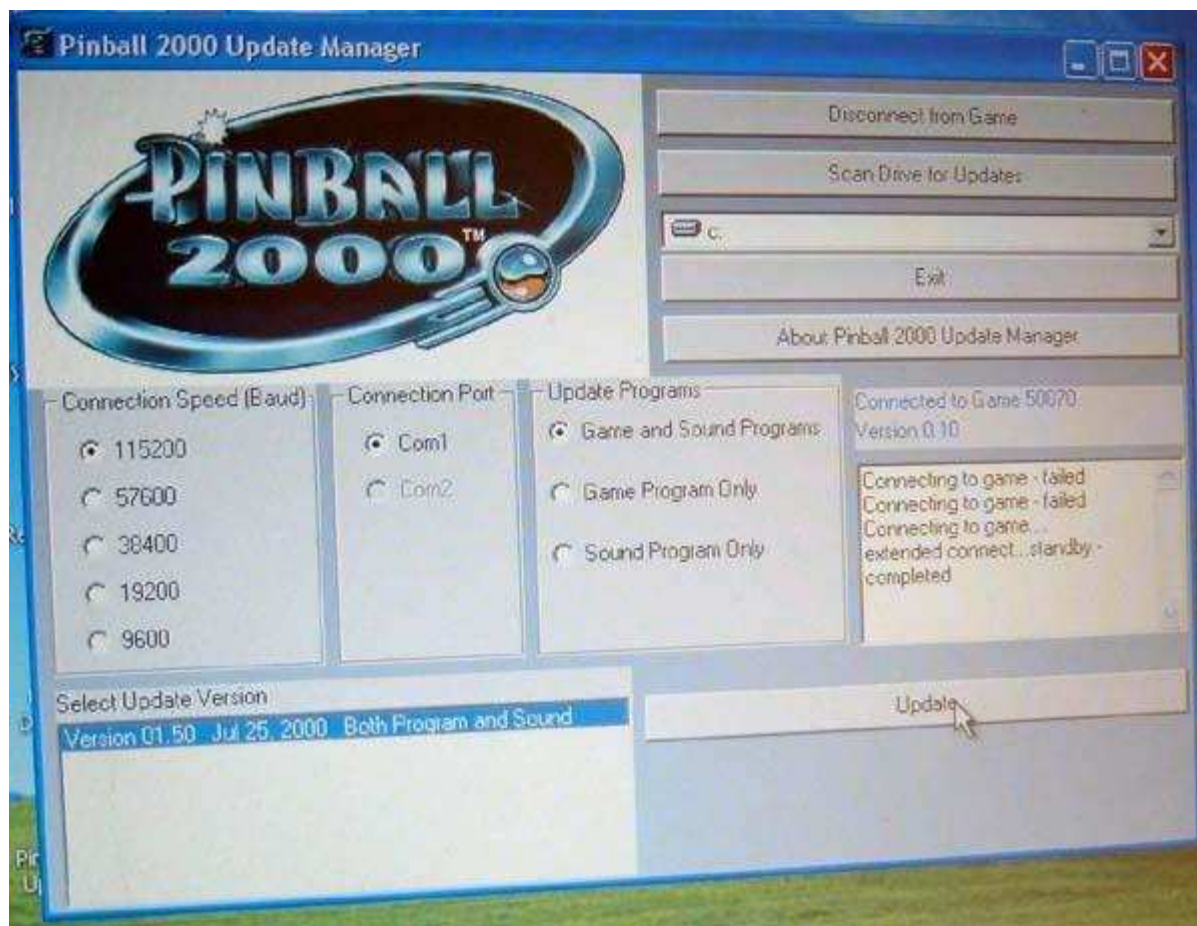 Pinball 2000 Update Manager
PINBALL
2000 TM
Disconnect from Game
Scan Drive for Updates
c:
Exit
About Pinball 2000 Update Manager
Connection Speed (Baud)
115200
57600
38400
19200
9600
Connection Port
Com1
Com2
Update Programs
Game and Sound Programs
Game Program Only
Sound Program Only
Connected to Game 50070
Version 0.10
Connecting to game - failed
Connecting to game - failed
Connecting to game...
extended connect...standby -
completed
Select Update Version
Version 01.50 Jul 25, 2000 Both Program and Sound
Update